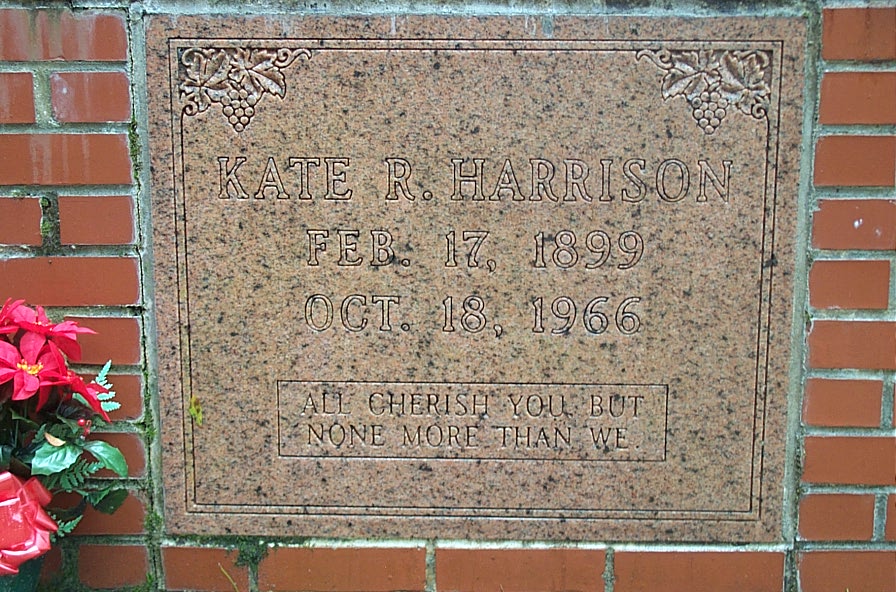 KATE R. HARRISON
FEB. 17, 1899
OCT. 18, 1966
ALL CHERISH YOU, BUT
NONE MORE THAN WE.